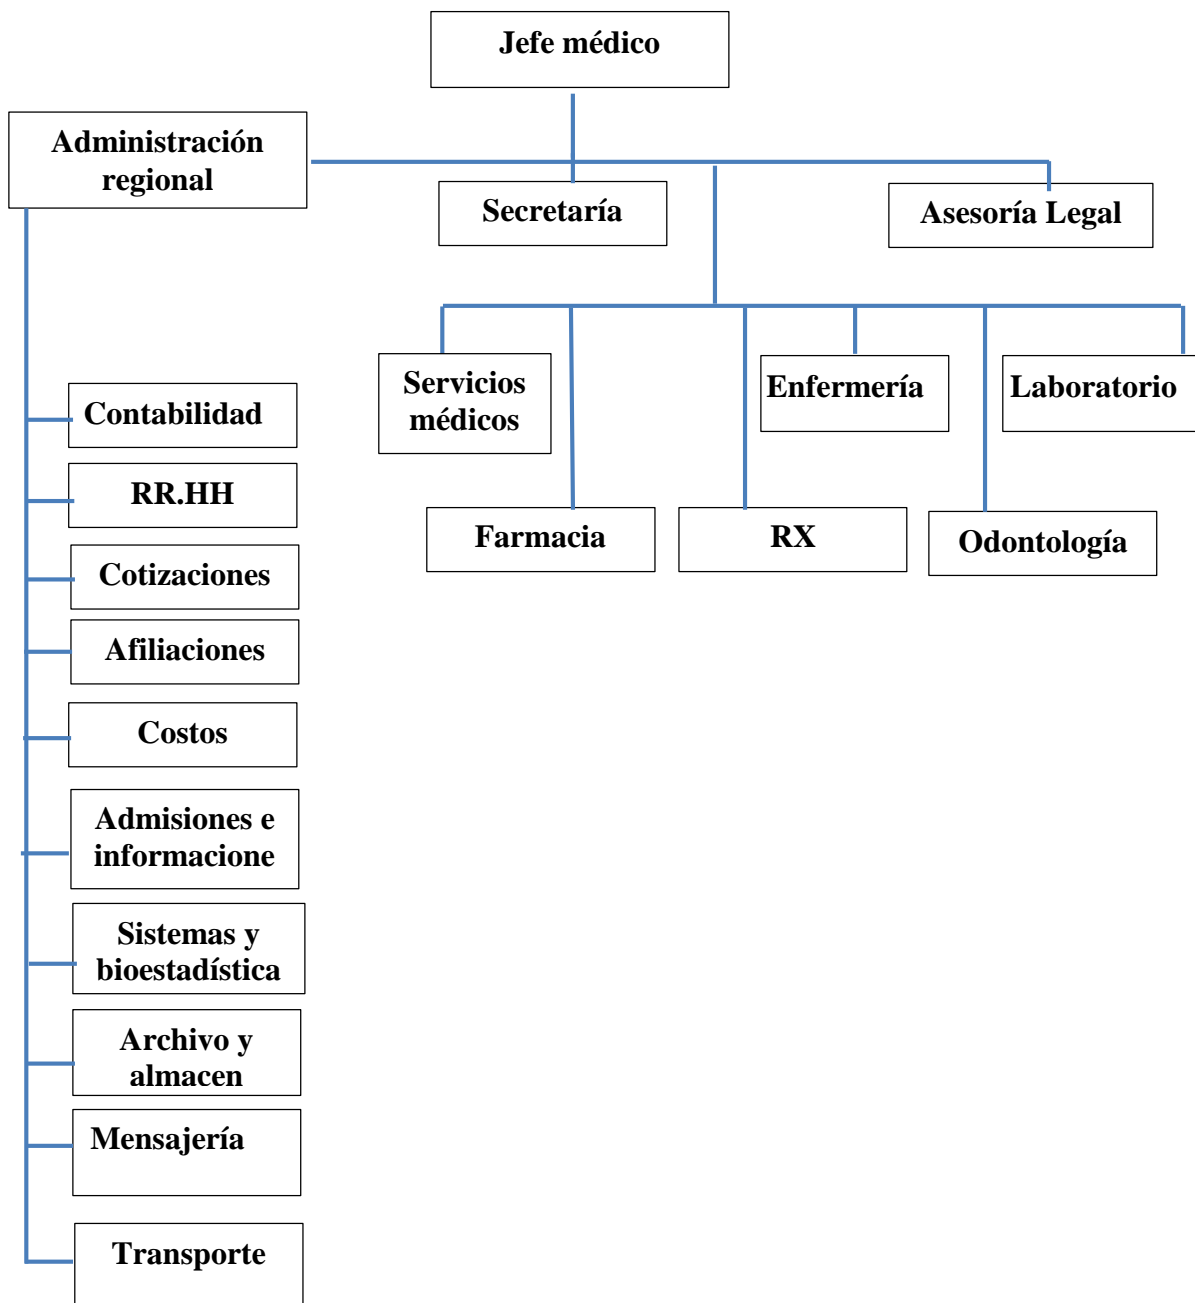 Jefe médico
Administración
regional
Secretaría
Asesoría Legal
Servicios
médicos
Enfermería
Laboratorio
Farmacia
RX
Odontología
Contabilidad
RR.HH
Cotizaciones
Afiliaciones
Costos
Admisiones e
informacione
Sistemas y
bioestadística
Archivo y
almacen
Mensajería
Transporte